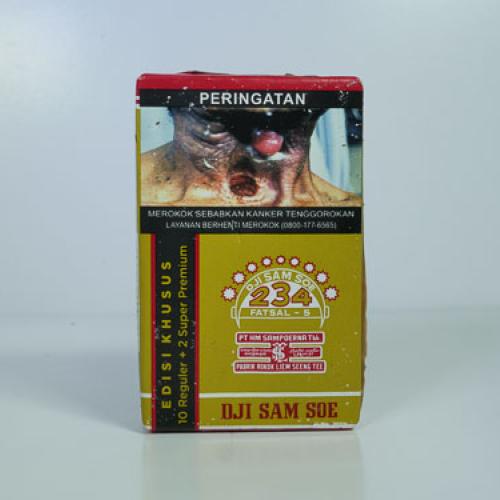 PERINGATAN
MEROKOK SEBABKAN KANKER TENGGOROKAN
LAYANAN BERHENTI MEROKOK (0800-177-6565)
EDISI KHUSUS
10 Reguler + 2 Super Premium
DJI SAM SOE
234
FATSAL - 5
PT HM SAMPOERNA Tbk
PABRIK ROKOK LIEM SEENG TEE
DJI SAM SOE